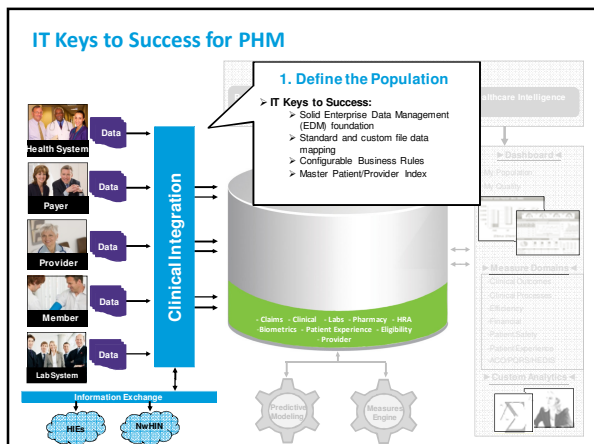 IT Keys to Success for PHM
1. Define the Population
➢ IT Keys to Success:
➢ Solid Enterprise Data Management
(EDM) foundation
➢ Standard and custom file data
mapping
➢ Configurable Business Rules
➢ Master Patient/Provider Index
althcare Intelligence
Health System
Data
Payer
Data
Provider
Data
Member
Data
Lab System
Data
Clinical Integration
- Claims - Clinical - Labs - Pharmacy - HRA
-Biometrics - Patient Experience - Eligibility
- Provider
Information Exchange
HIEs
NwHIN
Predictive
Modeling
Measures
Engine
Dashboard
My Population
My Quality
Measure Domains
Clinical Outcomes
Clinical Processes
Efficiency
Financial
Patient Safety
Patient Experience
ACO/PQRS/HEDIS
Custom Analytics